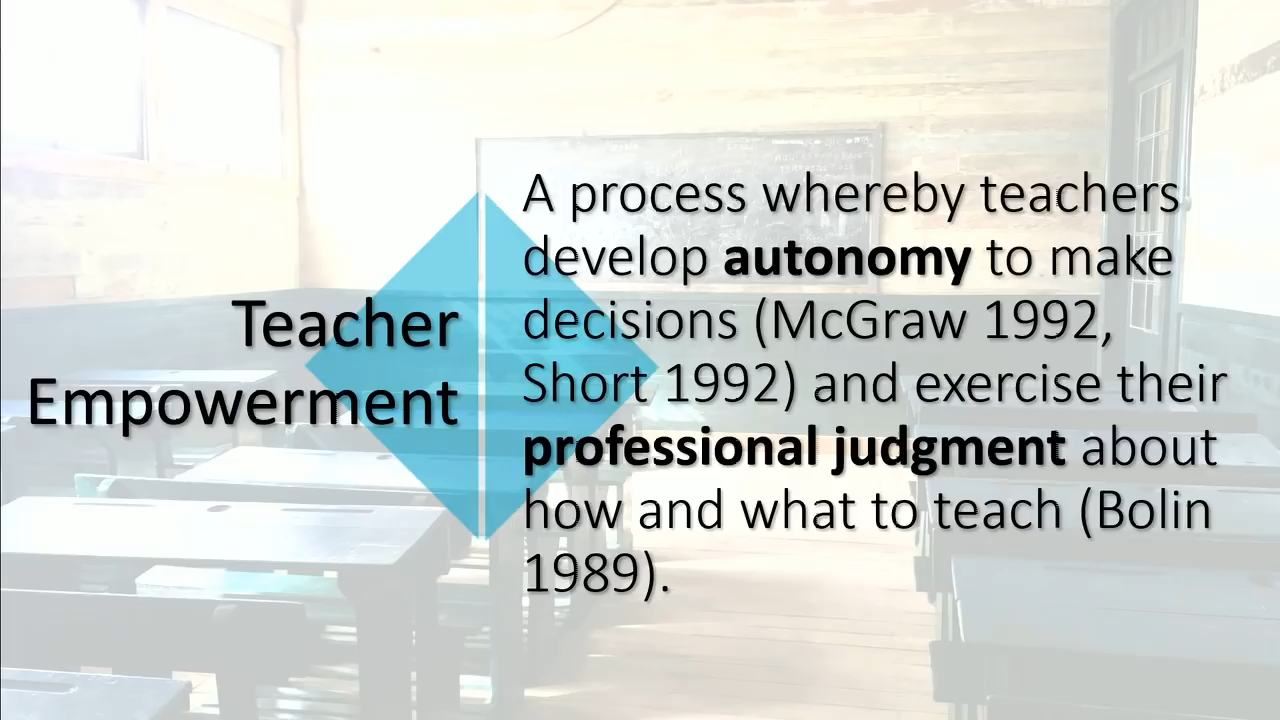 Teacher
Empowerment
A process whereby teachers
develop autonomy to make
decisions (McGraw 1992,
Short 1992) and exercise their
professional judgment about
how and what to teach (Bolin
1989).